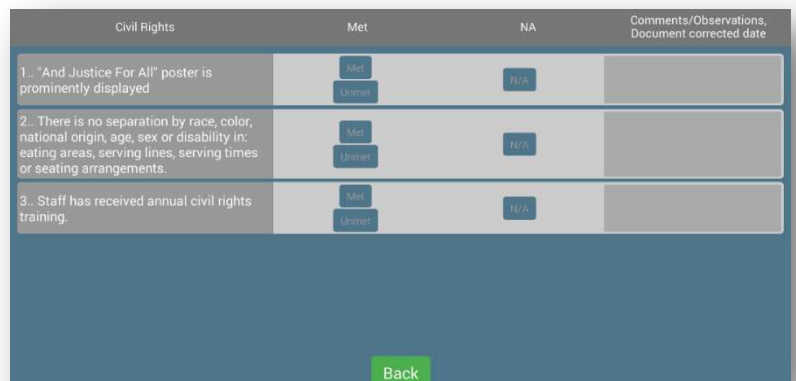 Civil Rights
Met
NA
Comments/Observations,
Document corrected date
1.. "And Justice For All" poster is
prominently displayed
Met
Unmet
N/A
2.. There is no separation by race, color,
national origin, age, sex or disability in:
eating areas, serving lines, serving times
or seating arrangements.
Met
Unmet
N/A
3.. Staff has received annual civil rights
training.
Met
Unmet
N/A
Back